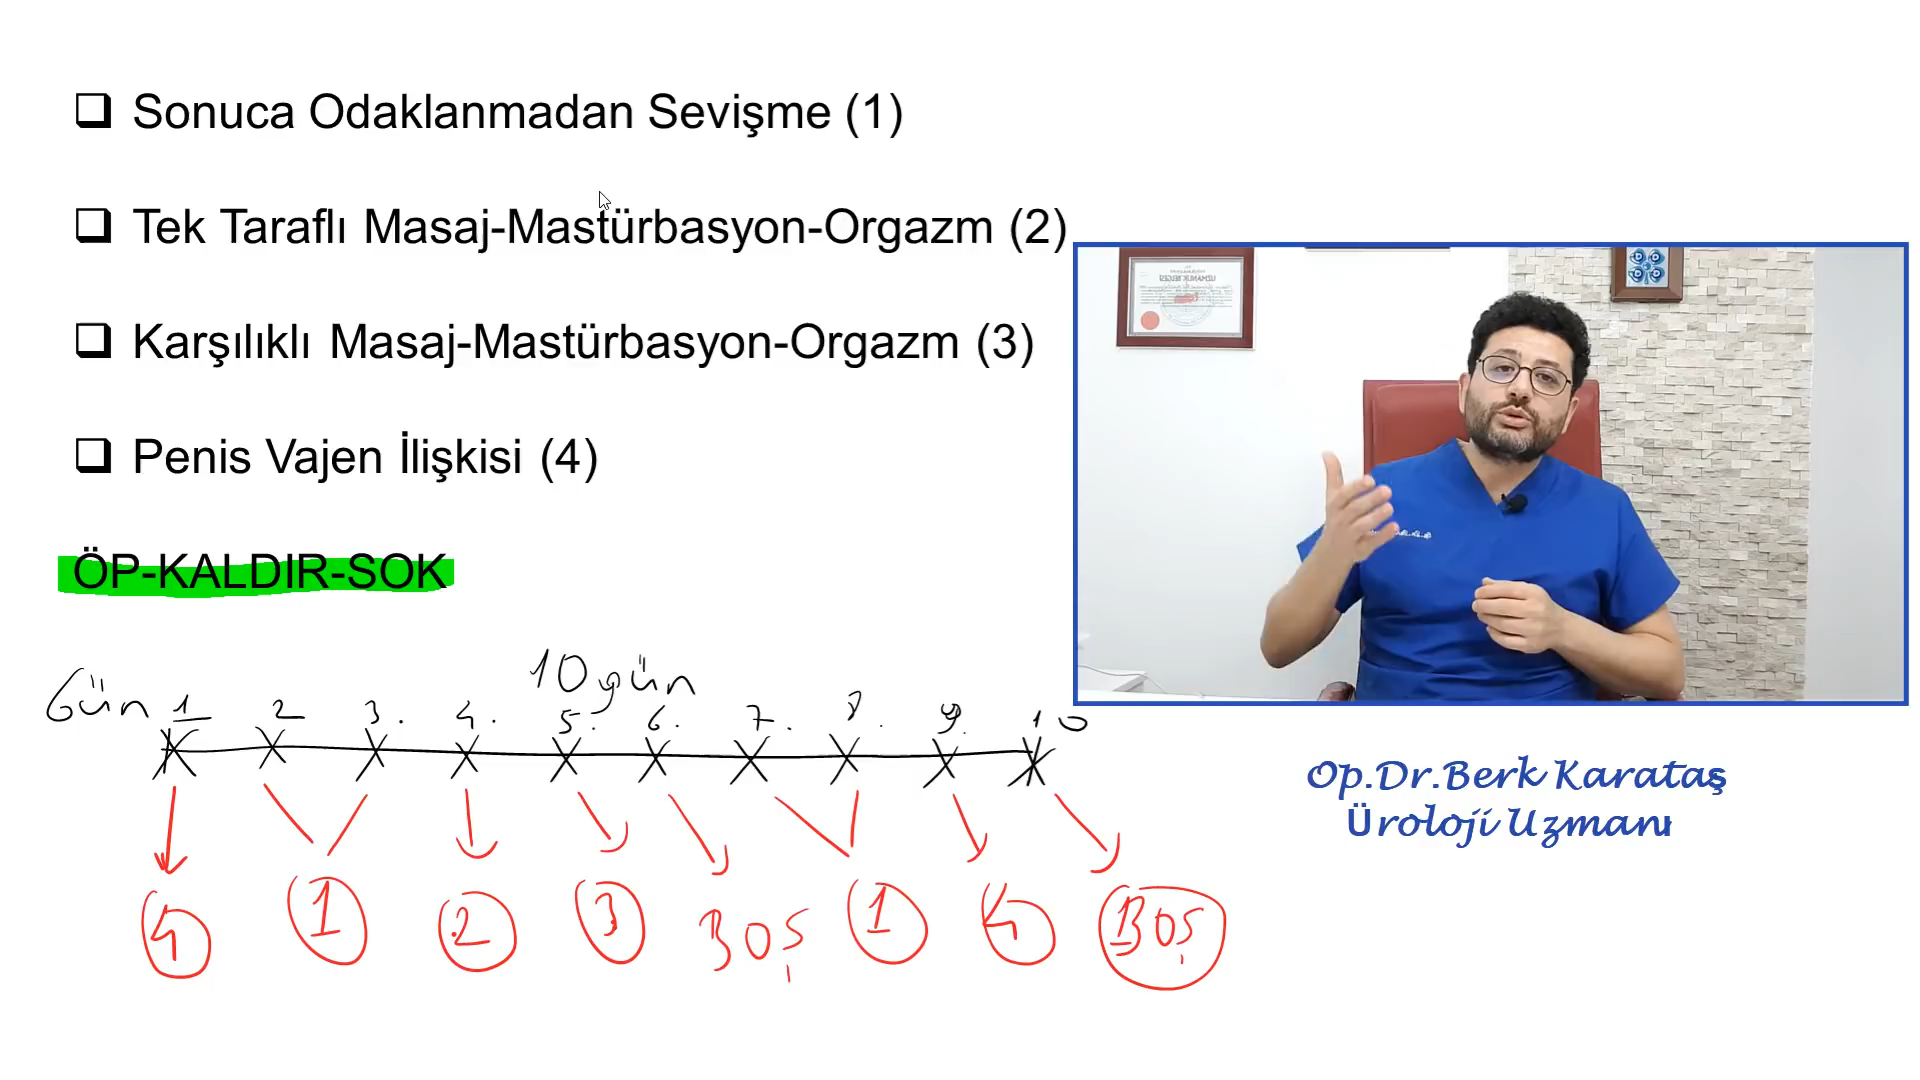 Sonuca Odaklanmadan Sevişme (1)
Tek Taraflı Masaj-Mastürbasyon-Orgazm (2)
Karşılıklı Masaj-Mastürbasyon-Orgazm (3)
Penis Vajen İlişkisi (4)
ÖP-KALDIR-SOK
10 gün
Gün 1 2 3. 4. 5. 6. 7. 8. 9. 10
4 1 2 3 BOŞ 1 4 BOŞ
UZMANLIK BELGESİ
Op.Dr.Berk Karataş
Üroloji Uzmanı